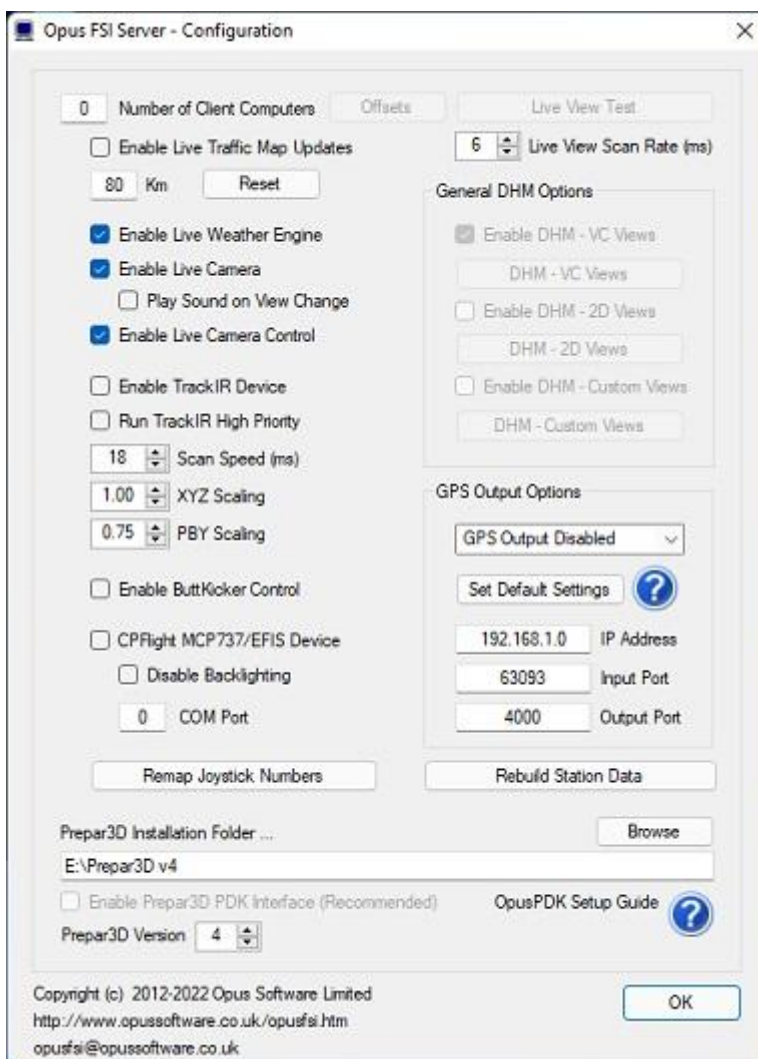 Opus FSI Server - Configuration
0 Number of Client Computers Offsets Live View Test
Enable Live Traffic Map Updates
6 Live View Scan Rate (ms)
80 Km Reset
General DHM Options
Enable Live Weather Engine
Enable DHM - VC Views
Enable Live Camera
DHM - VC Views
Play Sound on View Change
Enable DHM - 2D Views
Enable Live Camera Control
DHM - 2D Views
Enable TrackIR Device
Enable DHM - Custom Views
Run TrackIR High Priority
DHM - Custom Views
18 Scan Speed (ms)
1.00 XYZ Scaling
GPS Output Options
0.75 PBY Scaling
GPS Output Disabled
Enable ButtKicker Control
Set Default Settings ?
CPFlight MCP737/EFIS Device
192.168.1.0 IP Address
Disable Backlighting
63093 Input Port
0 COM Port
4000 Output Port
Remap Joystick Numbers
Rebuild Station Data
Prepar3D Installation Folder ...
Browse
E:\Prepar3D v4
Enable Prepar3D PDK Interface (Recommended)
OpusPDK Setup Guide ?
Prepar3D Version 4
Copyright (c) 2012-2022 Opus Software Limited
OK
http://www.opussoftware.co.uk/opusfsi.htm
opusfsi@opussoftware.co.uk